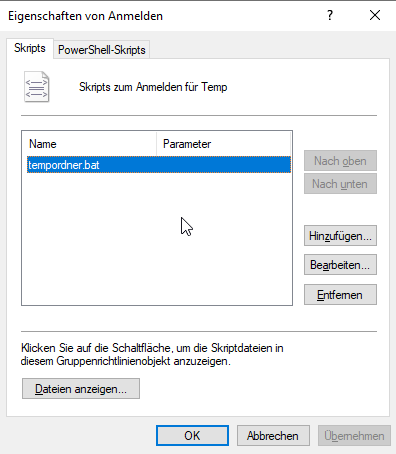 Eigenschaften von Anmelden
Skripts PowerShell-Skripts
Skripts zum Anmelden für Temp
Name Parameter
tempordner.bat
Nach oben
Nach unten
Hinzufügen...
Bearbeiten...
Entfernen
Klicken Sie auf die Schaltfläche, um die Skriptdateien in
diesem Gruppenrichtlinienobjekt anzuzeigen.
Dateien anzeigen...
OK Abbrechen Übernehmen